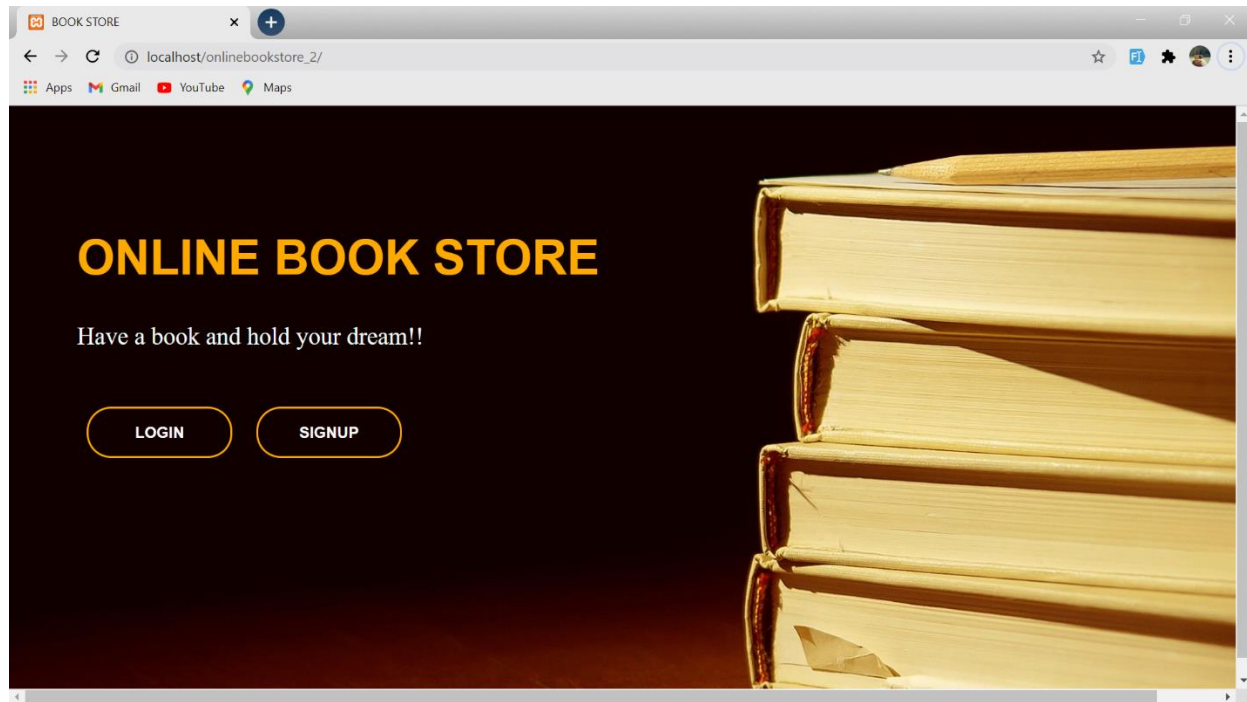 BOOK STORE
localhost/onlinebookstore_2/
Apps Gmail YouTube Maps
ONLINE BOOK STORE
Have a book and hold your dream!!
LOGIN SIGNUP